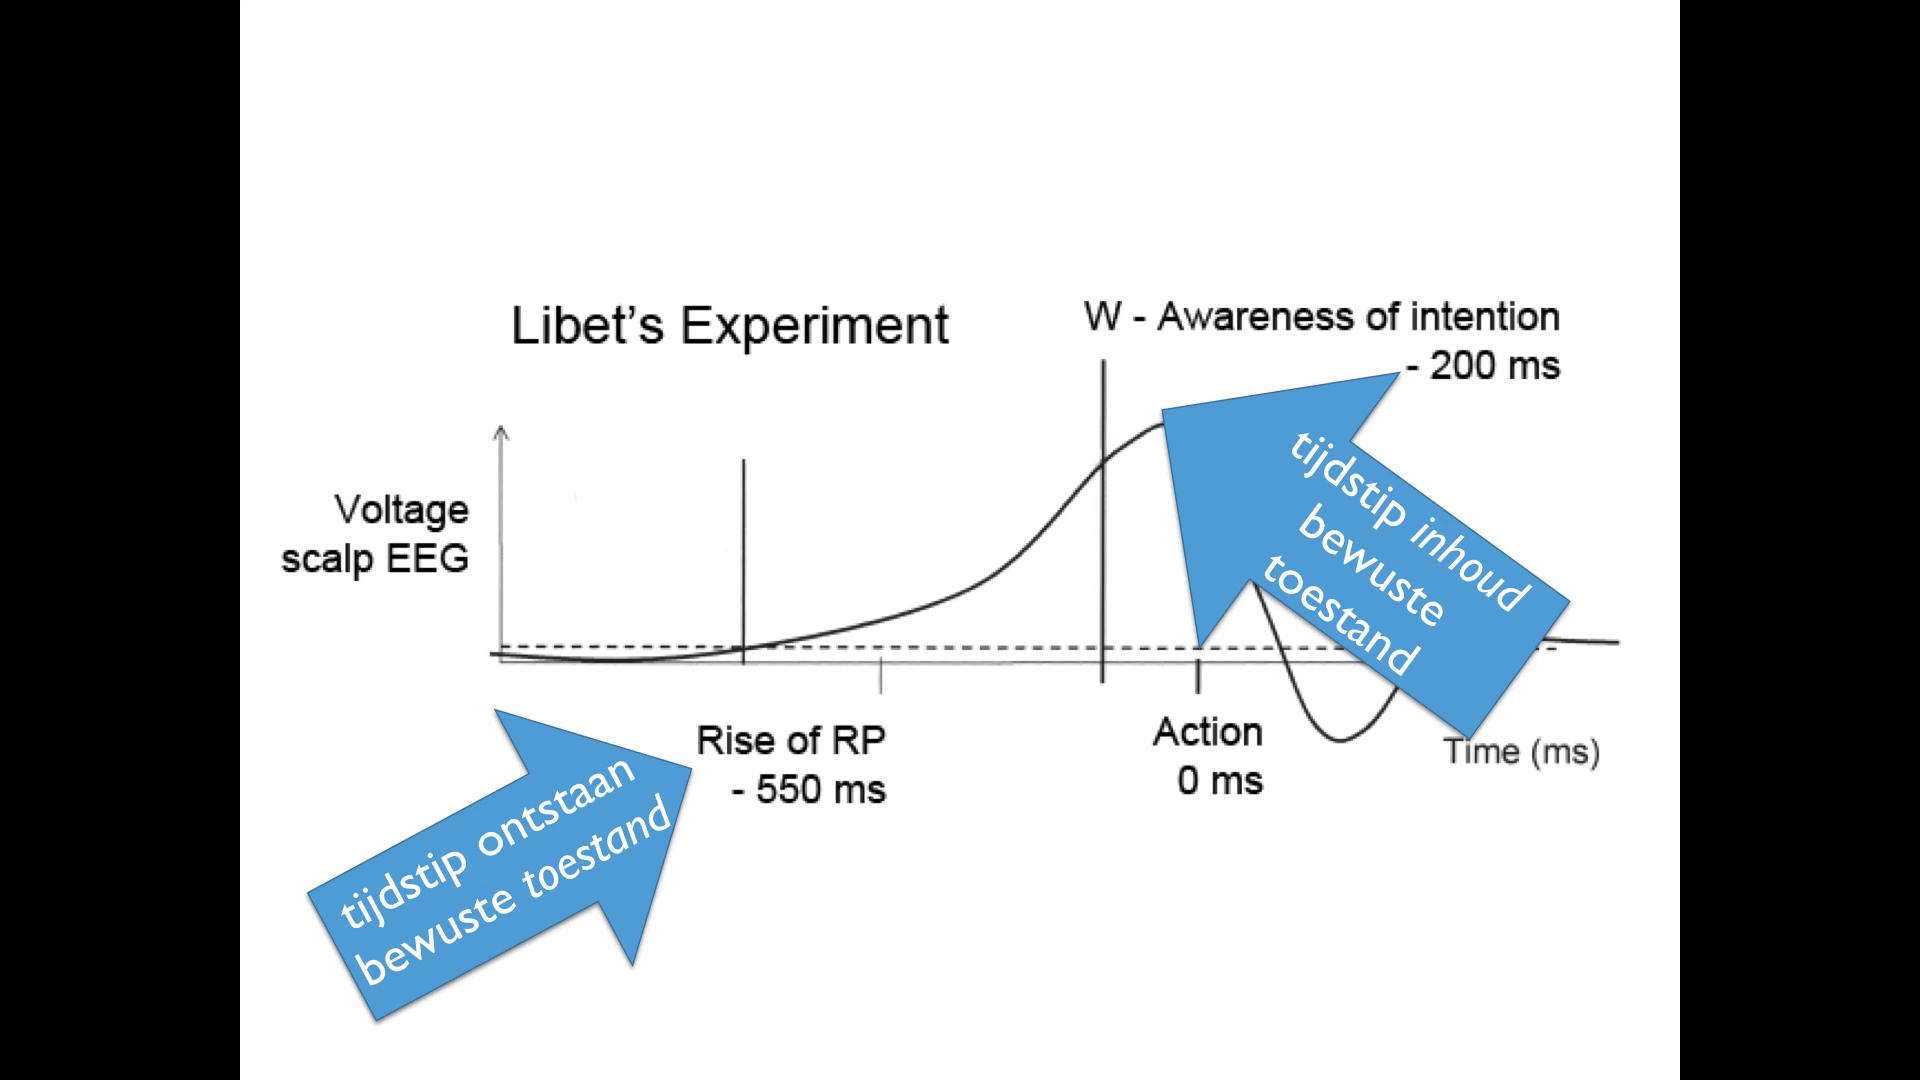 Libet's Experiment
W - Awareness of intention
- 200 ms
Voltage
scalp EEG
tijdstip inhoud
bewuste
toestand
Rise of RP
- 550 ms
Action
0 ms
Time (ms)
tijdstip ontstaan
bewuste toestand